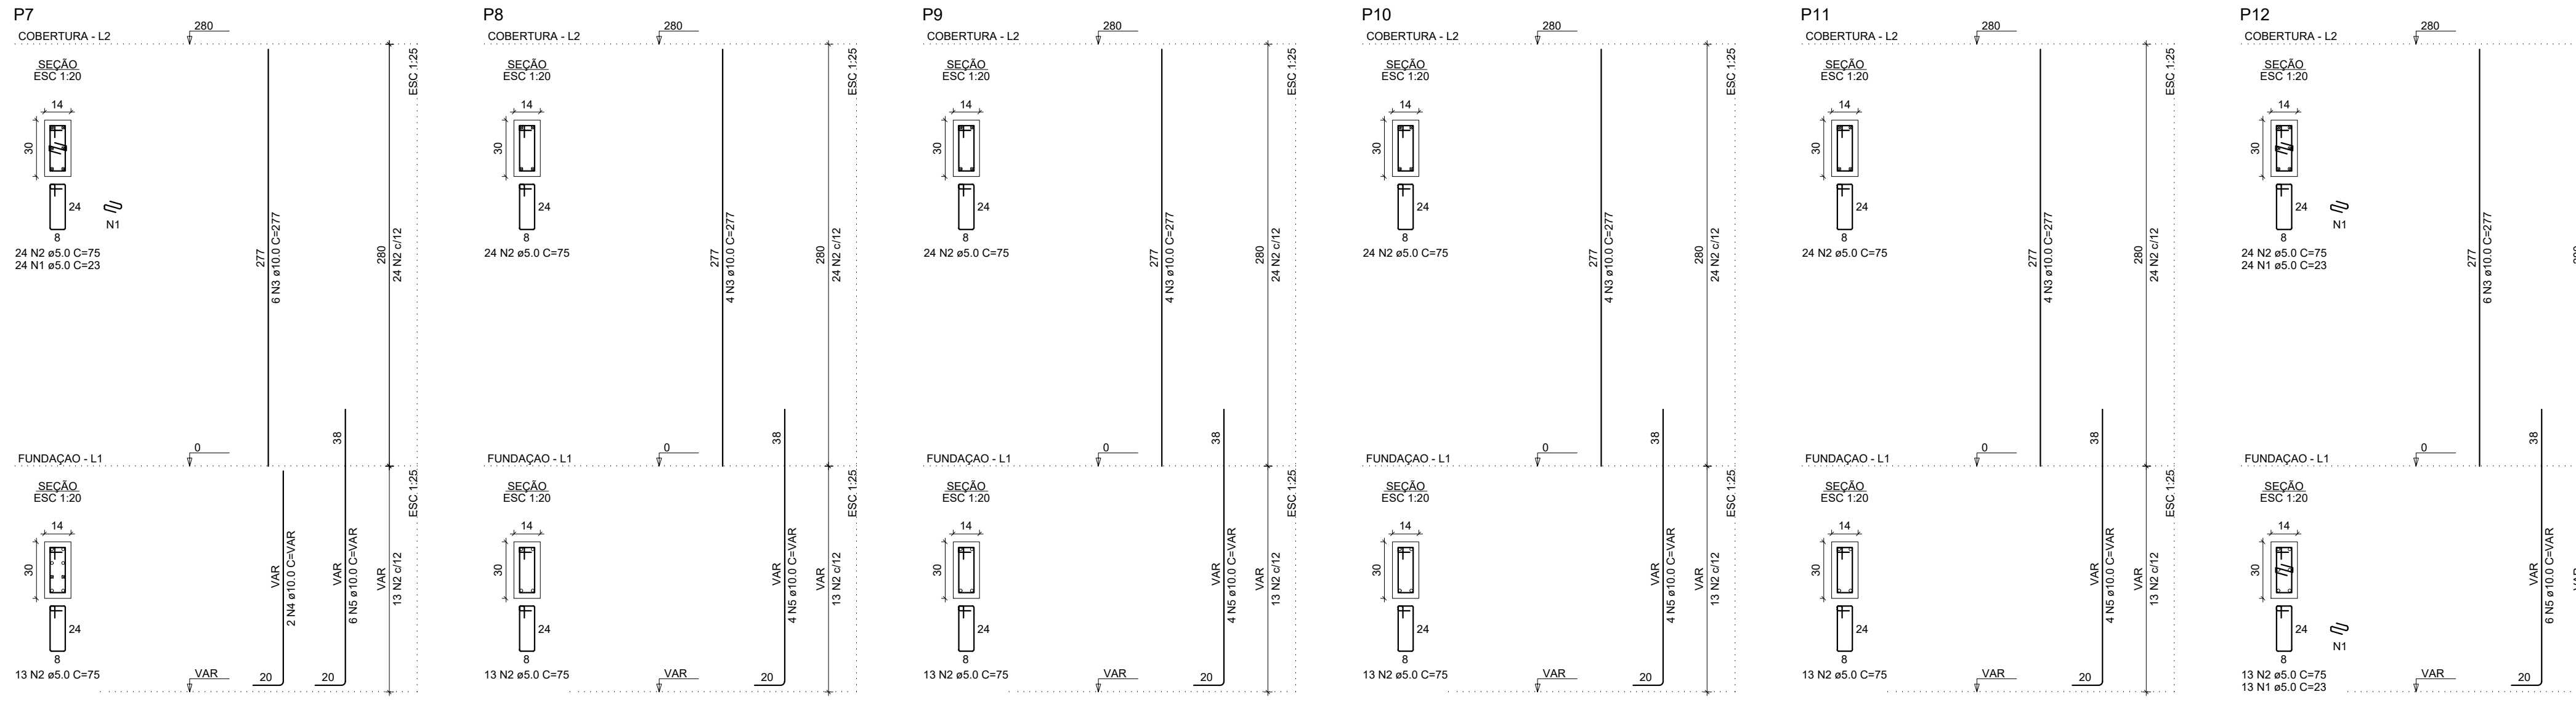 P7
COBERTURA - L2
280
SEÇÃO
ESC 1:20
14
30
24
8
N1
24 N2 ø5.0 C=75
24 N1 ø5.0 C=23
277
6 N3 ø10.0 C=277
280
24 N2 c/12
ESC 1:25
FUNDAÇAO - L1
0
38
SEÇÃO
ESC 1:20
14
30
24
8
13 N2 ø5.0 C=75
VAR
2 N4 ø10.0 C=VAR
20
VAR
6 N5 ø10.0 C=VAR
20
VAR
13 N2 c/12
ESC 1:25
VAR
P8
COBERTURA - L2
280
SEÇÃO
ESC 1:20
14
30
24
8
24 N2 ø5.0 C=75
277
4 N3 ø10.0 C=277
280
24 N2 c/12
ESC 1:25
FUNDAÇAO - L1
0
38
SEÇÃO
ESC 1:20
14
30
24
8
13 N2 ø5.0 C=75
VAR
4 N5 ø10.0 C=VAR
20
VAR
13 N2 c/12
ESC 1:25
VAR
P9
COBERTURA - L2
280
SEÇÃO
ESC 1:20
14
30
24
8
24 N2 ø5.0 C=75
277
4 N3 ø10.0 C=277
280
24 N2 c/12
ESC 1:25
FUNDAÇAO - L1
0
38
SEÇÃO
ESC 1:20
14
30
24
8
13 N2 ø5.0 C=75
VAR
4 N5 ø10.0 C=VAR
20
VAR
13 N2 c/12
ESC 1:25
VAR
P10
COBERTURA - L2
280
SEÇÃO
ESC 1:20
14
30
24
8
24 N2 ø5.0 C=75
277
4 N3 ø10.0 C=277
280
24 N2 c/12
ESC 1:25
FUNDAÇAO - L1
0
38
SEÇÃO
ESC 1:20
14
30
24
8
13 N2 ø5.0 C=75
VAR
4 N5 ø10.0 C=VAR
20
VAR
13 N2 c/12
ESC 1:25
VAR
P11
COBERTURA - L2
280
SEÇÃO
ESC 1:20
14
30
24
8
24 N2 ø5.0 C=75
277
4 N3 ø10.0 C=277
280
24 N2 c/12
ESC 1:25
FUNDAÇAO - L1
0
38
SEÇÃO
ESC 1:20
14
30
24
8
13 N2 ø5.0 C=75
VAR
4 N5 ø10.0 C=VAR
20
VAR
13 N2 c/12
ESC 1:25
VAR
P12
COBERTURA - L2
280
SEÇÃO
ESC 1:20
14
30
24
8
N1
24 N2 ø5.0 C=75
24 N1 ø5.0 C=23
277
6 N3 ø10.0 C=277
FUNDAÇAO - L1
0
38
SEÇÃO
ESC 1:20
14
30
24
8
N1
13 N2 ø5.0 C=75
13 N1 ø5.0 C=23
VAR
6 N5 ø10.0 C=VAR
20
VAR